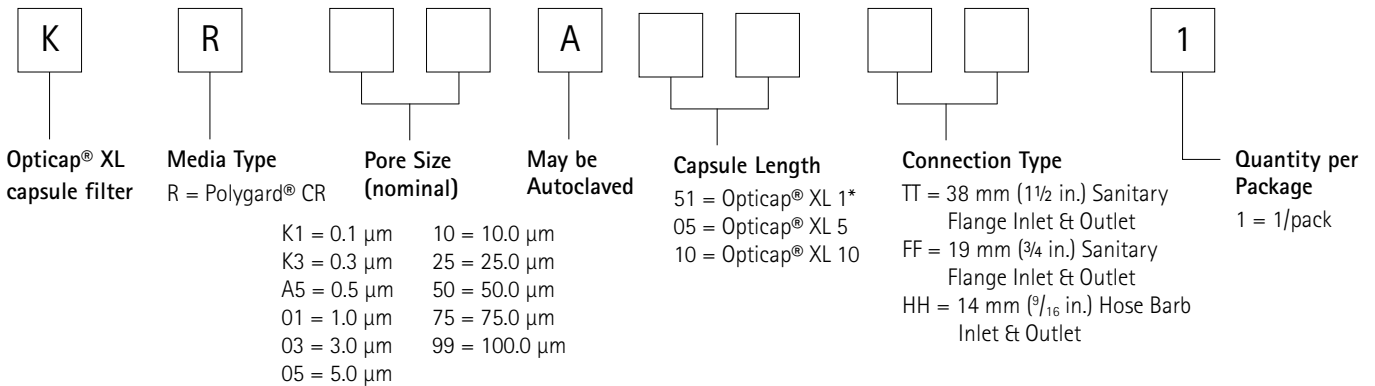 K R A 1
Opticap® XL
capsule filter
Media Type
R = Polygard® CR
Pore Size
(nominal)
K1 = 0.1 µm
K3 = 0.3 µm
A5 = 0.5 µm
01 = 1.0 µm
03 = 3.0 µm
05 = 5.0 µm
10 = 10.0 µm
25 = 25.0 µm
50 = 50.0 µm
75 = 75.0 µm
99 = 100.0 µm
May be
Autoclaved
Capsule Length
51 = Opticap® XL 1*
05 = Opticap® XL 5
10 = Opticap® XL 10
Connection Type
TT = 38 mm (1½ in.) Sanitary
Flange Inlet & Outlet
FF = 19 mm (¾ in.) Sanitary
Flange Inlet & Outlet
HH = 14 mm (9/16 in.) Hose Barb
Inlet & Outlet
Quantity per
Package
1 = 1/pack